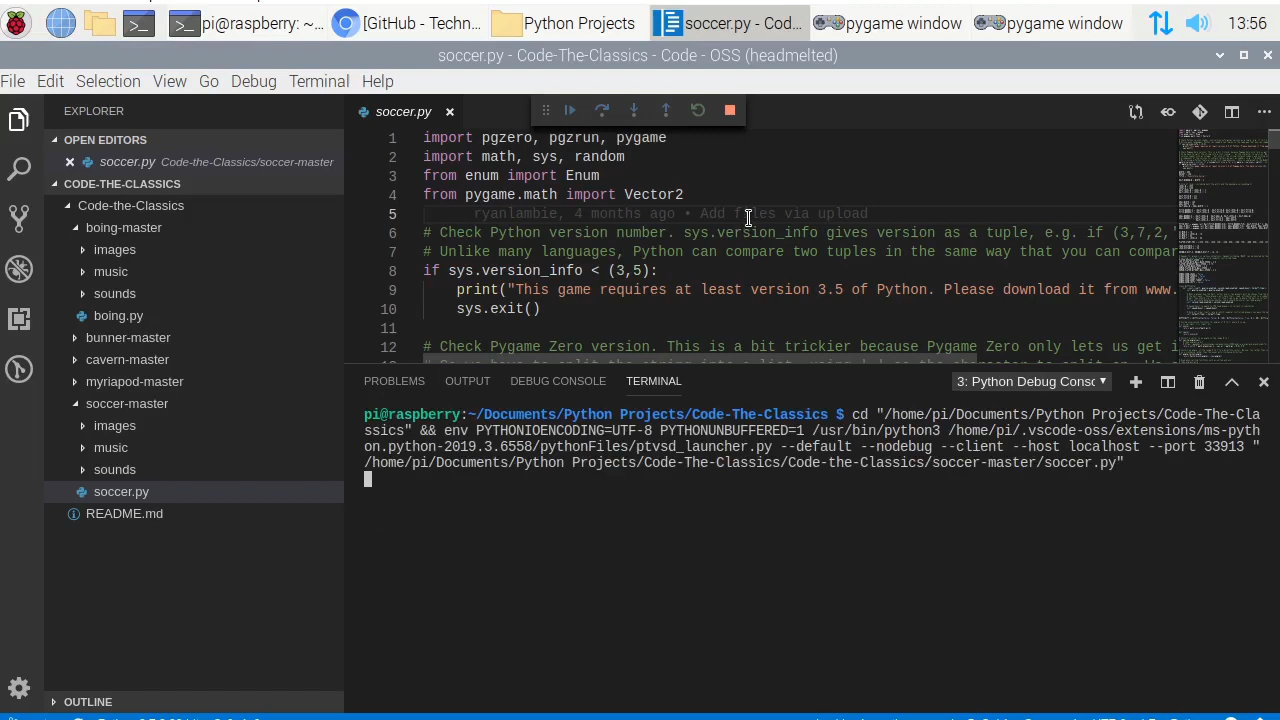 pi@raspberry: ~... [GitHub - Techn... Python Projects soccer.py - Cod... pygame window pygame window 13:56
soccer.py - Code-The-Classics - Code - OSS (headmelted)
File Edit Selection View Go Debug Terminal Help
EXPLORER
OPEN EDITORS
soccer.py Code-the-Classics/soccer-master
CODE-THE-CLASSICS
Code-the-Classics
boing-master
images
music
sounds
boing.py
bunner-master
cavern-master
myriapod-master
soccer-master
images
music
sounds
soccer.py
README.md
OUTLINE
soccer.py
1 import pgzero, pgzrun, pygame
2 import math, sys, random
3 from enum import Enum
4 from pygame.math import Vector2
5 ryanlambie, 4 months ago • Add files via upload
6 # Check Python version number. sys.version_info gives version as a tuple, e.g. if (3,7,2,'
7 # Unlike many languages, Python can compare two tuples in the same way that you can compar
8 if sys.version_info < (3,5):
9 print("This game requires at least version 3.5 of Python. Please download it from www.
10 sys.exit()
11
12 # Check Pygame Zero version. This is a bit trickier because Pygame Zero only lets us get i
PROBLEMS OUTPUT DEBUG CONSOLE TERMINAL 3: Python Debug Consc
pi@raspberry:~/Documents/Python Projects/Code-The-Classics $ cd "/home/pi/Documents/Python Projects/Code-The-Cla
ssics" && env PYTHONIOENCODING=UTF-8 PYTHONUNBUFFERED=1 /usr/bin/python3 /home/pi/.vscode-oss/extensions/ms-pyth
on.python-2019.3.6558/pythonFiles/ptvsd_launcher.py --default --nodebug --client --host localhost --port 33913 "
/home/pi/Documents/Python Projects/Code-The-Classics/Code-the-Classics/soccer-master/soccer.py"